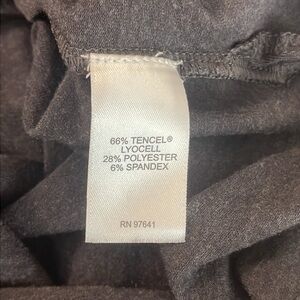 66% TENCEL®
LYOCELL
28% POLYESTER
6% SPANDEX
RN 97641